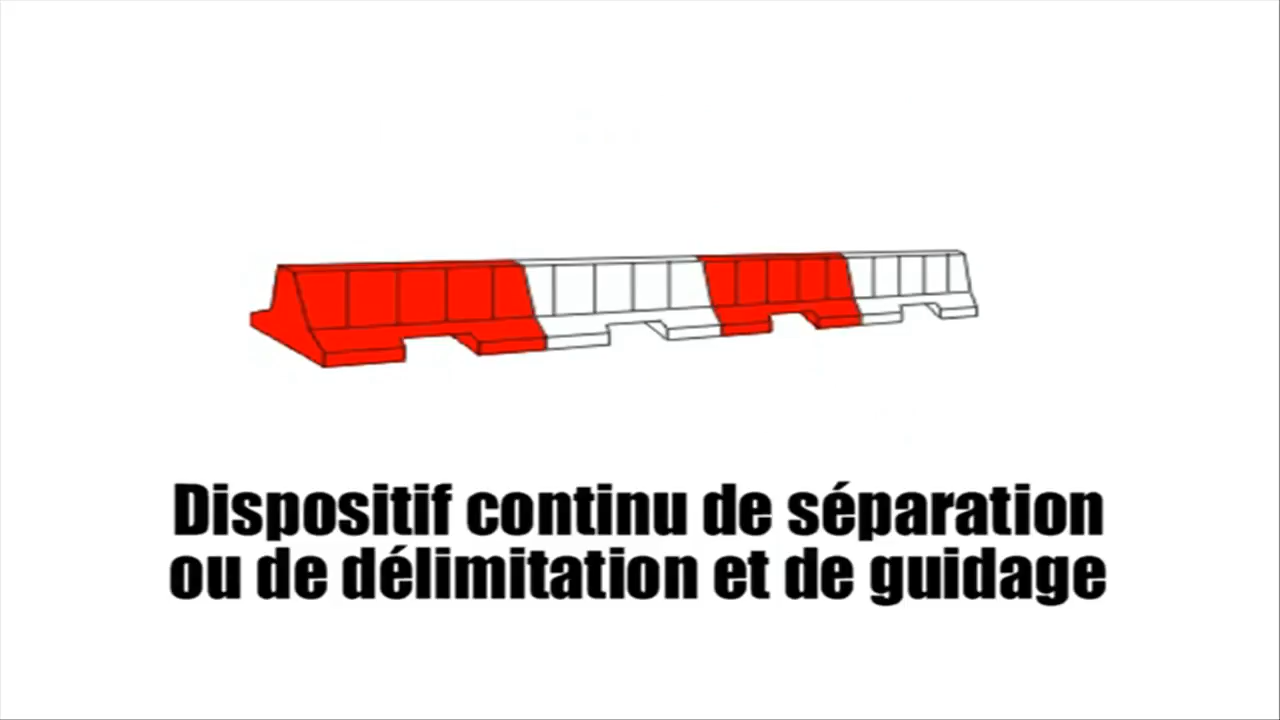 Dispositif continu de séparation
ou de délimitation et de guidage